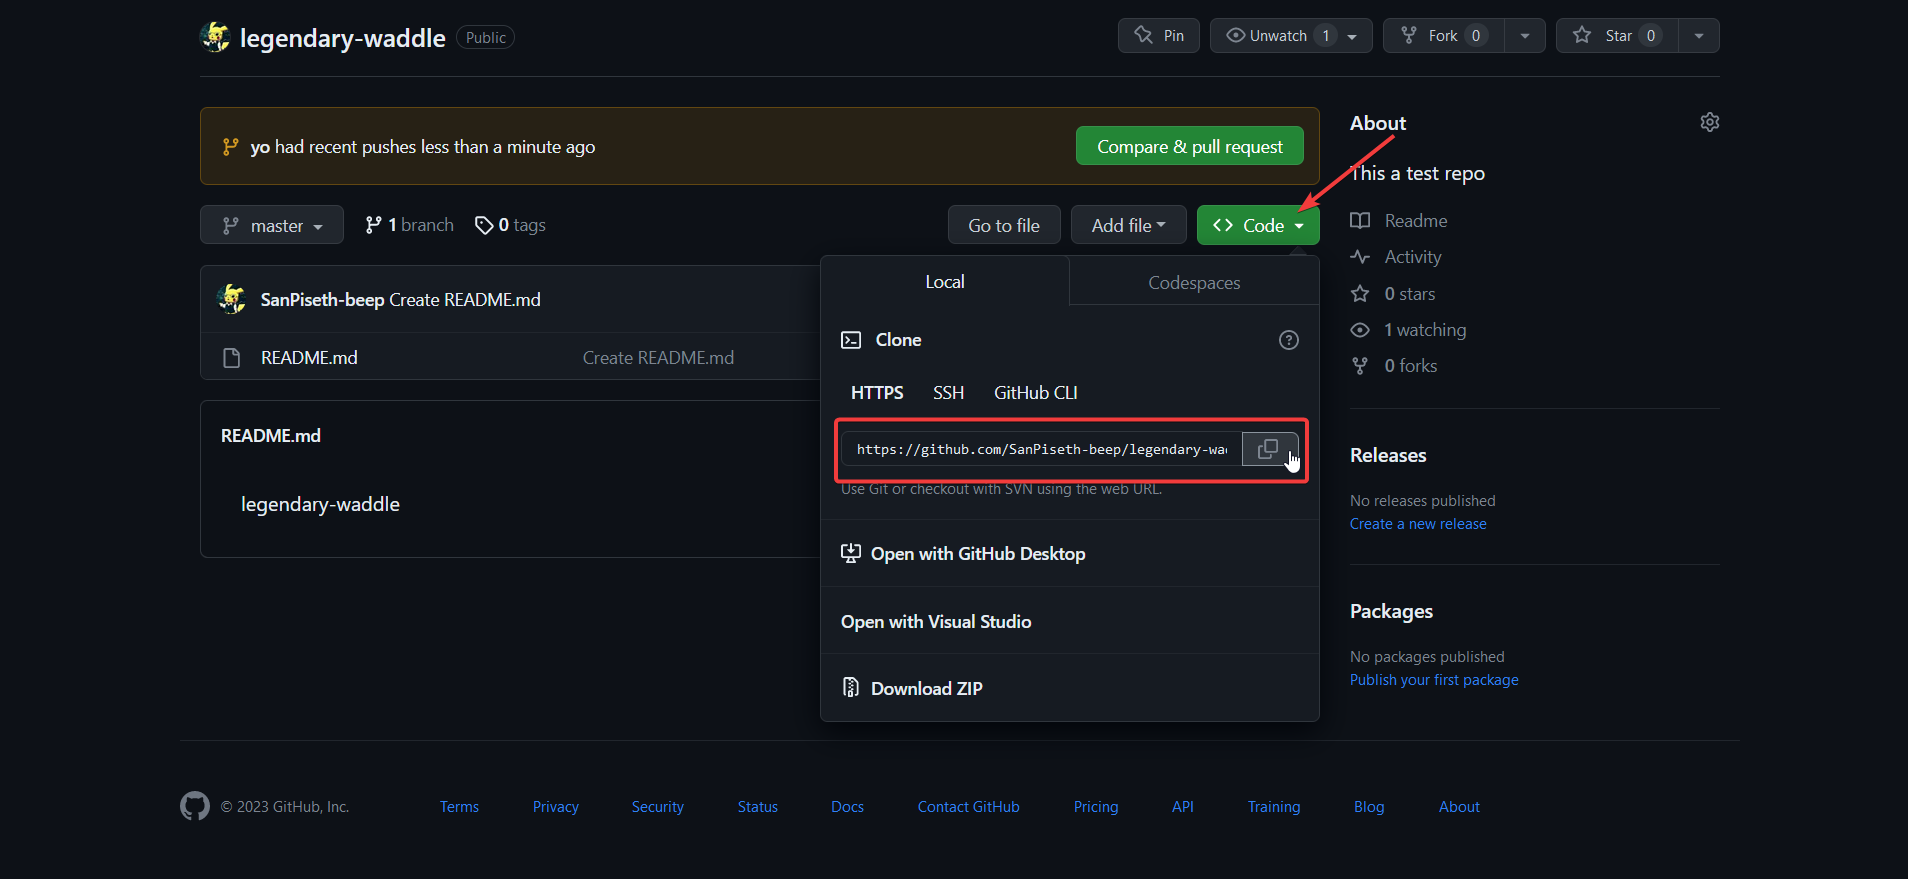 legendary-waddle Public
Pin
Unwatch 1
Fork 0
Star 0
yo had recent pushes less than a minute ago
Compare & pull request
master
1 branch
0 tags
Go to file
Add file
Code
SanPiseth-beep Create README.md
README.md Create README.md
README.md
legendary-waddle
Local
Codespaces
Clone
HTTPS SSH GitHub CLI
https://github.com/SanPiseth-beep/legendary-wa
Use Git or checkout with SVN using the web URL.
Open with GitHub Desktop
Open with Visual Studio
Download ZIP
About
This a test repo
Readme
Activity
0 stars
1 watching
0 forks
Releases
No releases published
Create a new release
Packages
No packages published
Publish your first package
© 2023 GitHub, Inc. Terms Privacy Security Status Docs Contact GitHub Pricing API Training Blog About